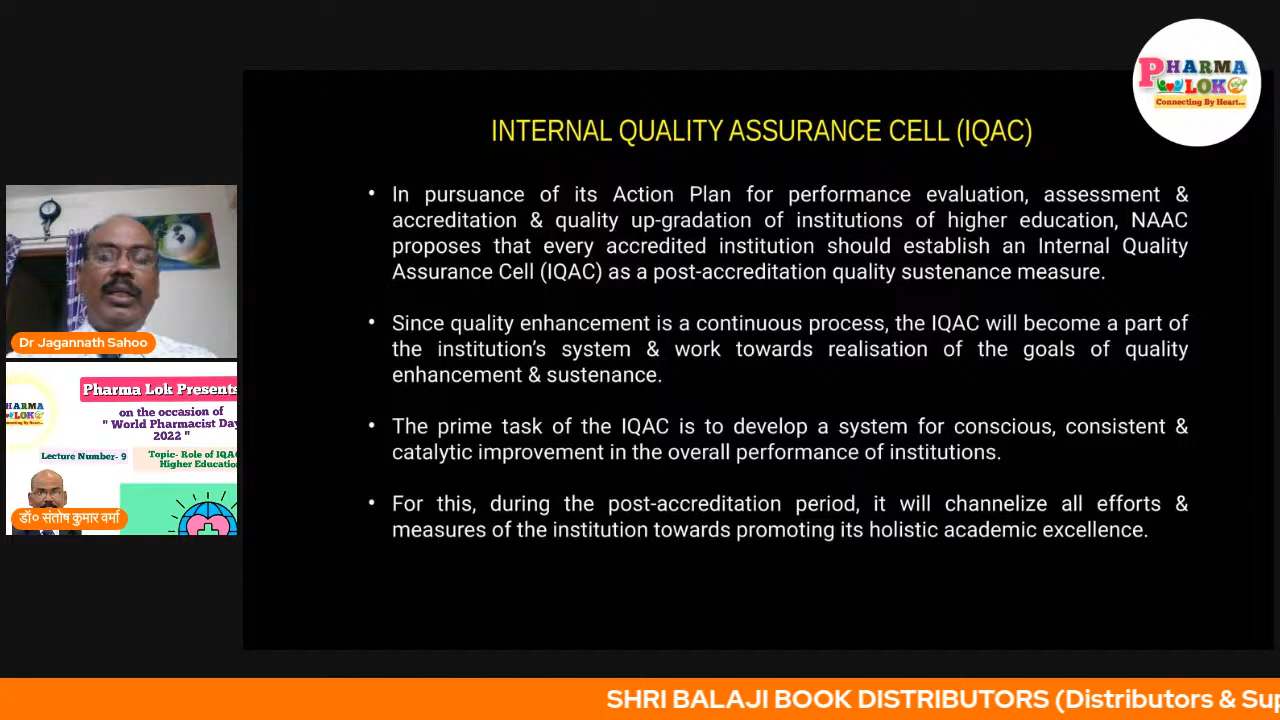 PHARMA
LOK
Connecting By Heart...
INTERNAL QUALITY ASSURANCE CELL (IQAC)
• In pursuance of its Action Plan for performance evaluation, assessment &
accreditation & quality up-gradation of institutions of higher education, NAAC
proposes that every accredited institution should establish an Internal Quality
Assurance Cell (IQAC) as a post-accreditation quality sustenance measure.
• Since quality enhancement is a continuous process, the IQAC will become a part of
the institution's system & work towards realisation of the goals of quality
enhancement & sustenance.
• The prime task of the IQAC is to develop a system for conscious, consistent &
catalytic improvement in the overall performance of institutions.
• For this, during the post-accreditation period, it will channelize all efforts &
measures of the institution towards promoting its holistic academic excellence.
Dr Jagannath Sahoo
Pharma Lok Presents
HARMA
LOK
on the occasion of
" World Pharmacist Day
2022 "
Lecture Number- 9
Topic- Role of IQAC
Higher Education
डॉ० संतोष कुमार वर्मा
SHRI BALAJI BOOK DISTRIBUTORS (Distributors & Sup